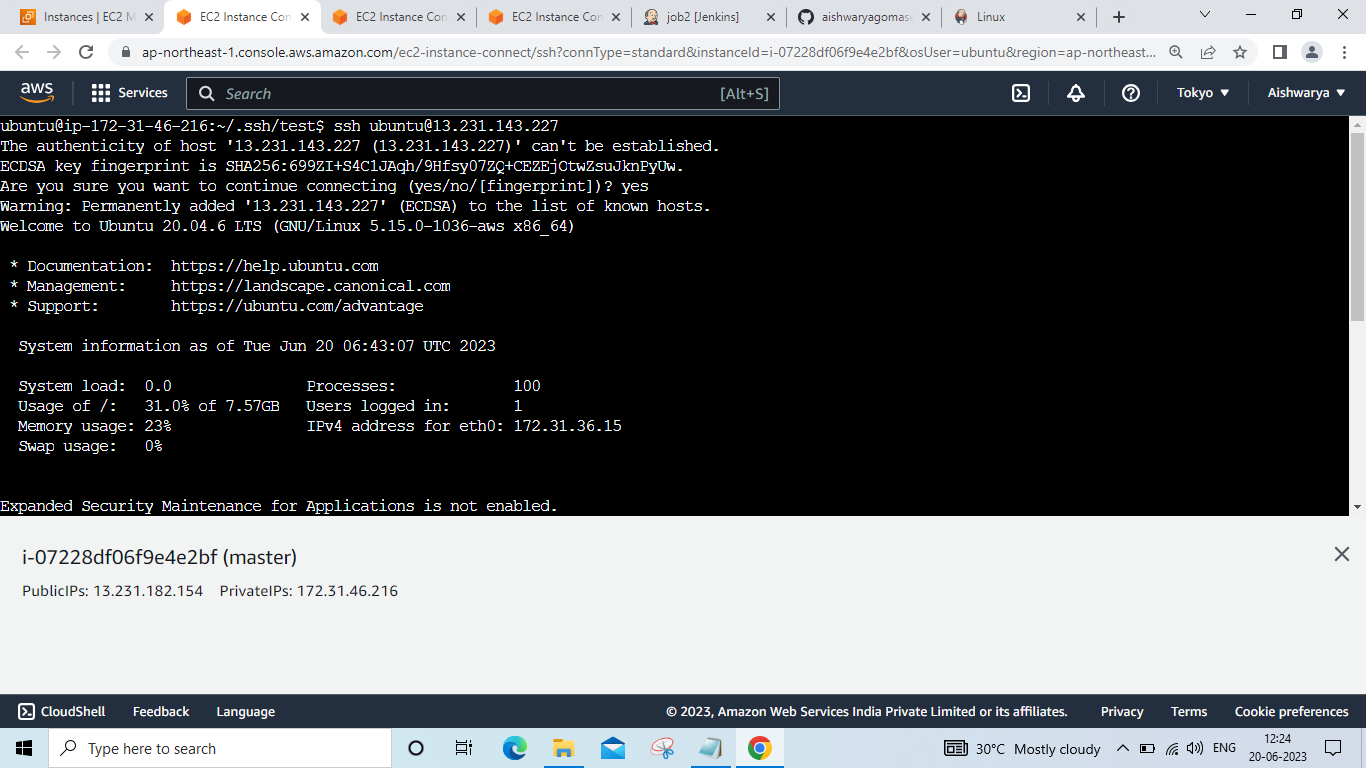 Instances | EC2 M
EC2 Instance Con
EC2 Instance Con
EC2 Instance Con
job2 [Jenkins]
aishwaryagomase
Linux
ap-northeast-1.console.aws.amazon.com/ec2-instance-connect/ssh?connType=standard&instanceId=i-07228df06f9e4e2bf&osUser=ubuntu&region=ap-northeast...
aws
Services
Search
[Alt+S]
Tokyo
Aishwarya
ubuntu@ip-172-31-46-216:~/.ssh/test$ ssh ubuntu@13.231.143.227
The authenticity of host '13.231.143.227 (13.231.143.227)' can't be established.
ECDSA key fingerprint is SHA256:699ZI+S4C1JAqh/9Hfsy07ZQ+CEZEjOtwZsuJknPyUw.
Are you sure you want to continue connecting (yes/no/[fingerprint])? yes
Warning: Permanently added '13.231.143.227' (ECDSA) to the list of known hosts.
Welcome to Ubuntu 20.04.6 LTS (GNU/Linux 5.15.0-1036-aws x86_64)
* Documentation: https://help.ubuntu.com
* Management: https://landscape.canonical.com
* Support: https://ubuntu.com/advantage
System information as of Tue Jun 20 06:43:07 UTC 2023
System load: 0.0 Processes: 100
Usage of /: 31.0% of 7.57GB Users logged in: 1
Memory usage: 23% IPv4 address for eth0: 172.31.36.15
Swap usage: 0%
Expanded Security Maintenance for Applications is not enabled.
i-07228df06f9e4e2bf (master)
PublicIPs: 13.231.182.154 PrivateIPs: 172.31.46.216
CloudShell
Feedback
Language
© 2023, Amazon Web Services India Private Limited or its affiliates.
Privacy
Terms
Cookie preferences
Type here to search
30°C Mostly cloudy
ENG
12:24
20-06-2023